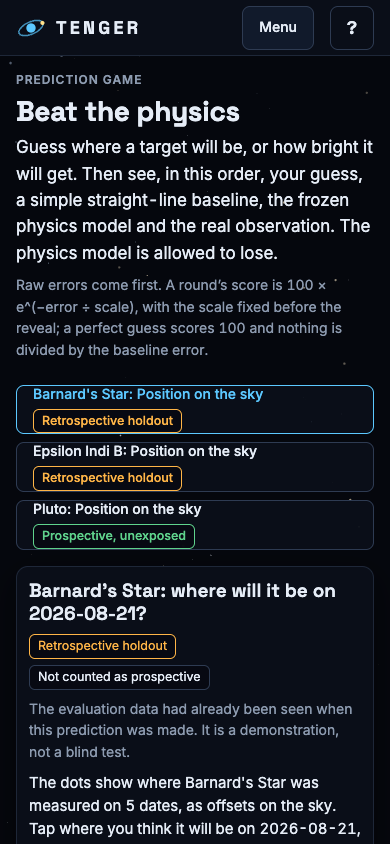 TENGER
Menu
?
PREDICTION GAME
Beat the physics
Guess where a target will be, or how bright it
will get. Then see, in this order, your guess,
a simple straight-line baseline, the frozen
physics model and the real observation. The
physics model is allowed to lose.
Raw errors come first. A round's score is 100 ×
e^(−error ÷ scale), with the scale fixed before the
reveal; a perfect guess scores 100 and nothing is
divided by the baseline error.
Barnard's Star: Position on the sky
Retrospective holdout
Epsilon Indi B: Position on the sky
Retrospective holdout
Pluto: Position on the sky
Prospective, unexposed
Barnard's Star: where will it be on
2026-08-21?
Retrospective holdout
Not counted as prospective
The evaluation data had already been seen when
this prediction was made. It is a demonstration,
not a blind test.
The dots show where Barnard's Star was
measured on 5 dates, as offsets on the sky.
Tap where you think it will be on 2026-08-21,